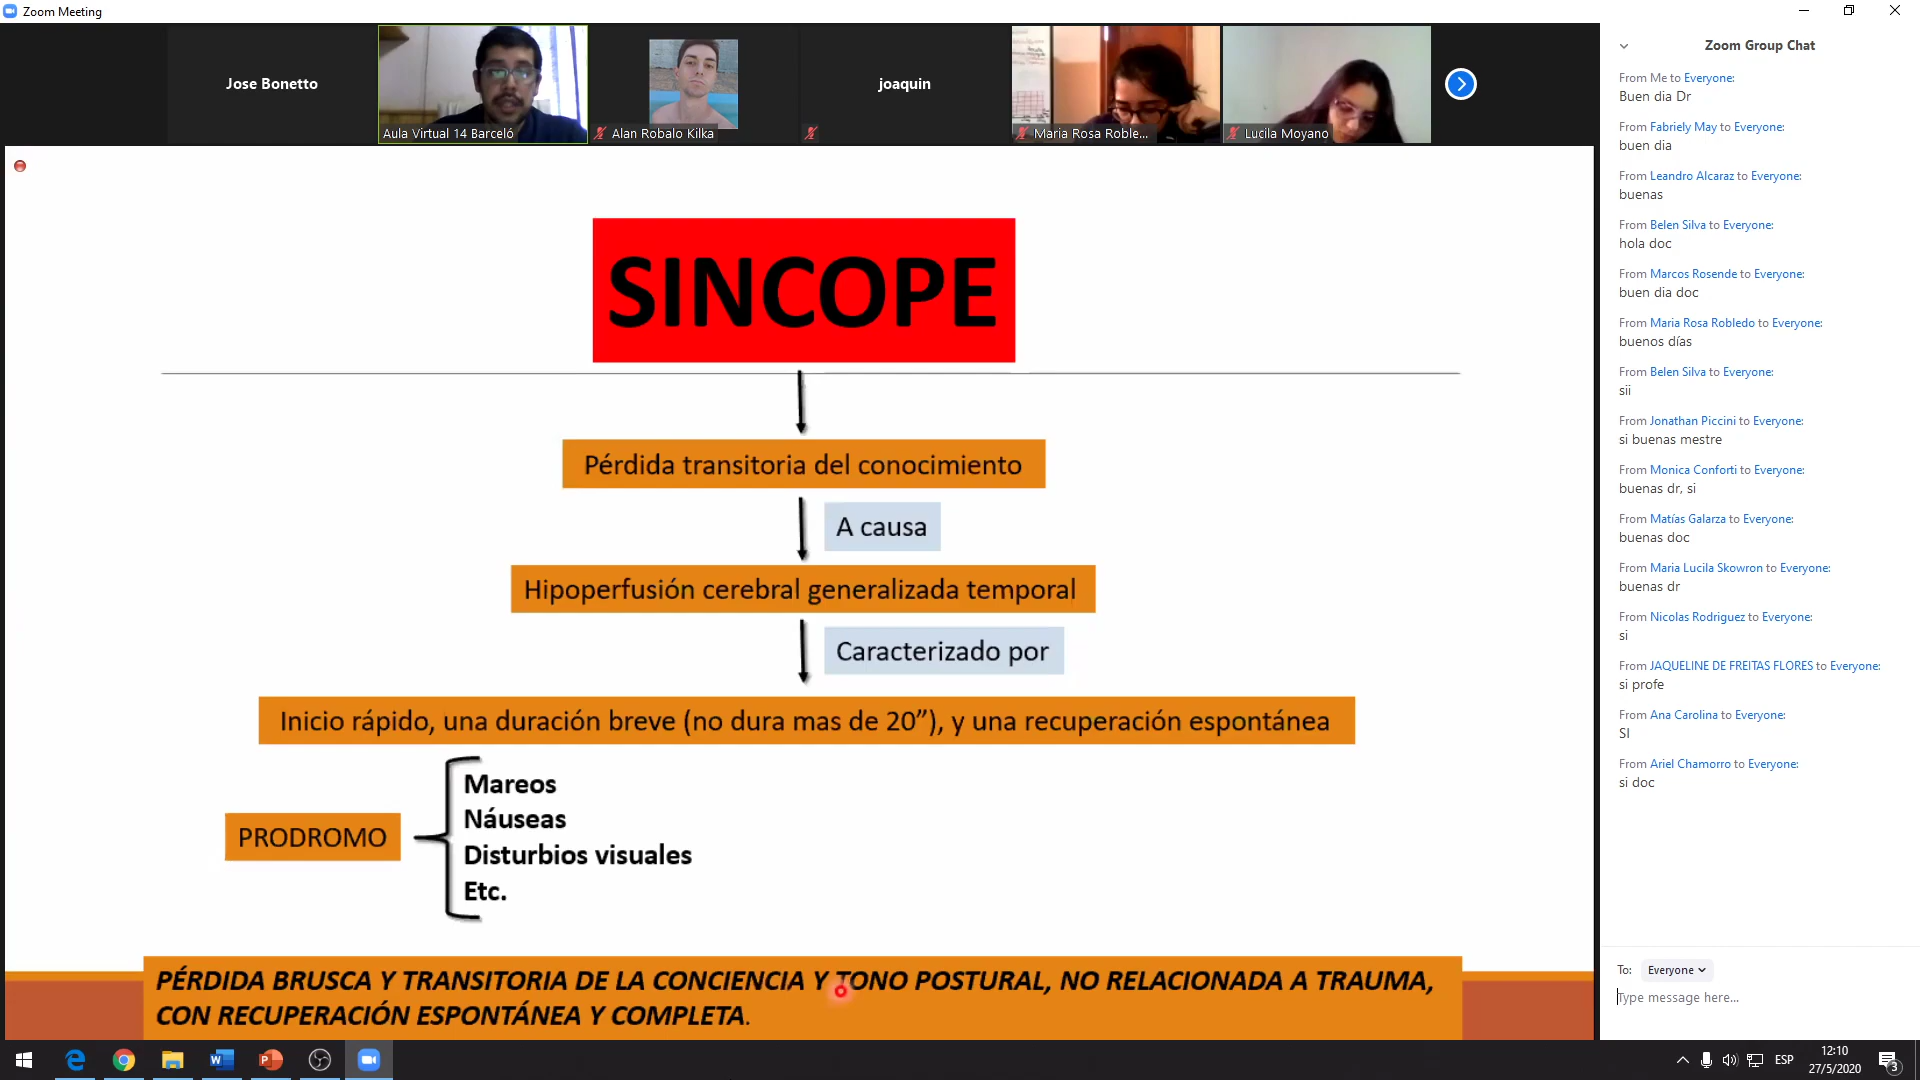 Zoom Meeting
Jose Bonetto
Aula Virtual 14 Barceló
Alan Robalo Kilka
joaquin
Maria Rosa Roble...
Lucila Moyano
SINCOPE
Pérdida transitoria del conocimiento
A causa
Hipoperfusión cerebral generalizada temporal
Caracterizado por
Inicio rápido, una duración breve (no dura mas de 20”), y una recuperación espontánea
PRODROMO
Mareos
Náuseas
Disturbios visuales
Etc.
PÉRDIDA BRUSCA Y TRANSITORIA DE LA CONCIENCIA Y TONO POSTURAL, NO RELACIONADA A TRAUMA,
CON RECUPERACIÓN ESPONTÁNEA Y COMPLETA.
Zoom Group Chat
From Me to Everyone:
Buen dia Dr
From Fabriely May to Everyone:
buen dia
From Leandro Alcaraz to Everyone:
buenas
From Belen Silva to Everyone:
hola doc
From Marcos Rosende to Everyone:
buen dia doc
From Maria Rosa Robledo to Everyone:
buenos días
From Belen Silva to Everyone:
sii
From Jonathan Piccini to Everyone:
si buenas mestre
From Monica Conforti to Everyone:
buenas dr, si
From Matías Galarza to Everyone:
buenas doc
From Maria Lucila Skowron to Everyone:
buenas dr
From Nicolas Rodriguez to Everyone:
si
From JAQUELINE DE FREITAS FLORES to Everyone:
si profe
From Ana Carolina to Everyone:
SI
From Ariel Chamorro to Everyone:
si doc
To: Everyone
Type message here...
ESP
12:10
27/5/2020
3